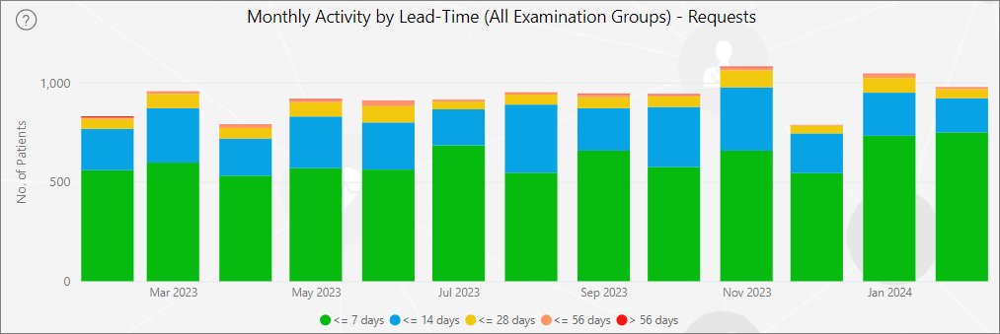 Monthly Activity by Lead-Time (All Examination Groups) - Requests
?
No. of Patients
1,000
500
0
Mar 2023 May 2023 Jul 2023 Sep 2023 Nov 2023 Jan 2024
<= 7 days <= 14 days <= 28 days <= 56 days > 56 days